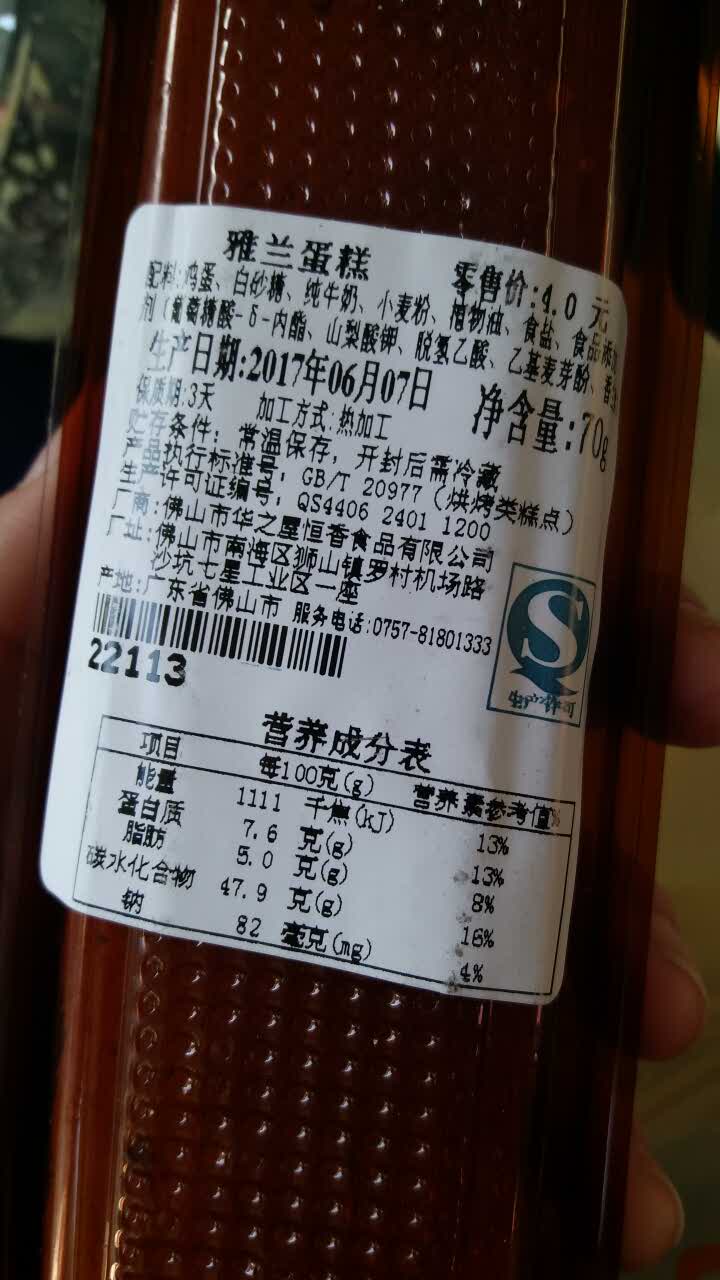 雅兰蛋糕 零售价:4.0 元
配料:鸡蛋、白砂糖、纯牛奶、小麦粉、植物油、食盐、食品添加
剂(葡萄糖酸-δ-内酯、山梨酸钾、脱氢乙酸、乙基麦芽酚、香
生产日期:2017年06月07日 净含量:70g
保质期:3天 加工方式:热加工
贮存条件: 常温保存, 开封后需冷藏
产品执行标准号: GB/T 20977 (烘烤类糕点)
生产许可证编号: QS4406 2401 1200
厂商:佛山市华之屋恒香食品有限公司
厂址:佛山市南海区狮山镇罗村机场路
沙坑七星工业区一座
产地:广东省佛山市 服务电话:0757-81801333
22113
生产许可
营养成分表
项目 每100克(g) 营养素参考值%
能量 1111 千焦(kJ) 13%
蛋白质 7.6 克(g) 13%
脂肪 5.0 克(g) 8%
碳水化合物 47.9 克(g) 16%
钠 82 毫克(mg) 4%